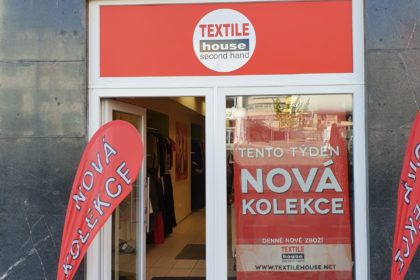 TEXTILE
house
second hand
NOVÁ
KOLEKCE
TENTO TÝDEN
NOVÁ
KOLEKCE
DENNĚ NOVÉ ZBOŽÍ
TEXTILE
house
WWW.TEXTILEHOUSE.NET